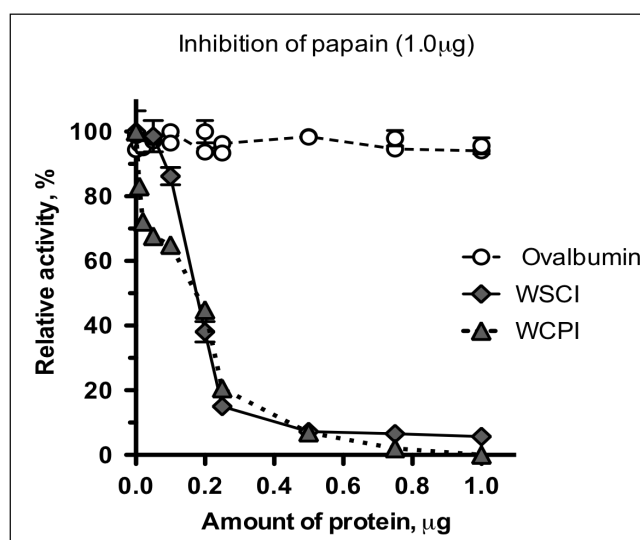 Inhibition of papain (1.0μg)
100
80
60
40
20
0
Relative activity, %
Ovalbumin
WSCI
WCPI
0.0 0.2 0.4 0.6 0.8 1.0
Amount of protein, μg